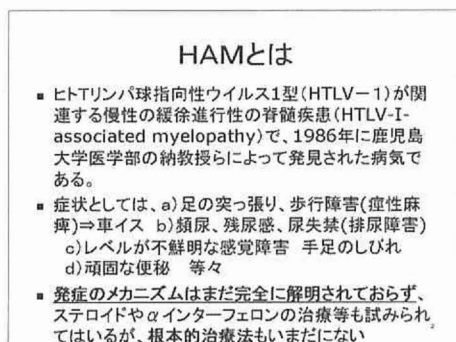 HAMとは
▪ ヒトTリンパ球指向性ウイルス1型(HTLV－1)が関
連する慢性の緩徐進行性の脊髄疾患(HTLV-I-
associated myelopathy)で、1986年に鹿児島
大学医学部の納教授らによって発見された病気で
ある。
▪ 症状としては、a)足の突っ張り、歩行障害(痙性麻
痺)⇒車イス b)頻尿、残尿感、尿失禁(排尿障害)
c)レベルが不鮮明な感覚障害 手足のしびれ
d)頑固な便秘 等々
▪ 発症のメカニズムはまだ完全に解明されておらず、
ステロイドやαインターフェロンの治療等も試みられ
てはいるが、根本的治療法もいまだにない
2